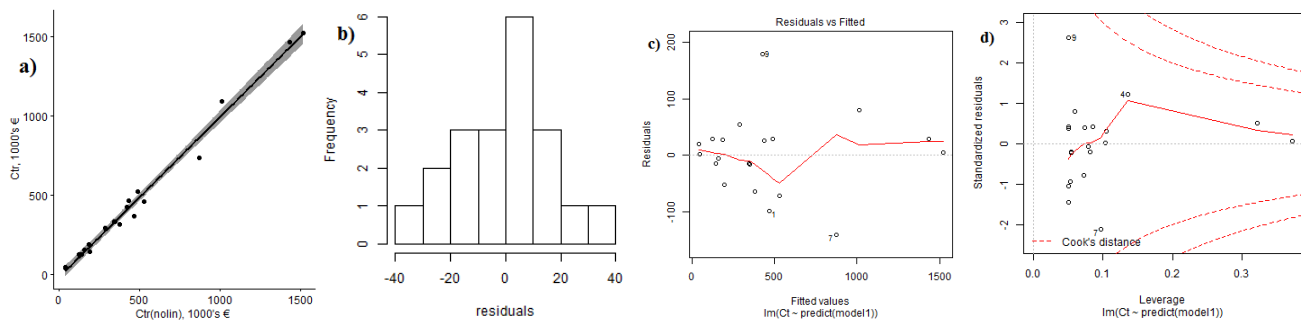 a)
Ctr, 1000's €
1500
1000
500
0
0
500
1000
1500
Ctr(nolin), 1000's €
b)
Frequency
6
5
4
3
2
1
0
-40
-20
0
20
40
residuals
c)
Residuals vs Fitted
Residuals
200
100
0
-100
9
1
7
0
500
1000
1500
Fitted values
lm(Ct ~ predict(model1))
d)
Standardized residuals
3
2
1
0
-1
-2
9
4
7
Cook's distance
0.0
0.1
0.2
0.3
Leverage
lm(Ct ~ predict(model1))